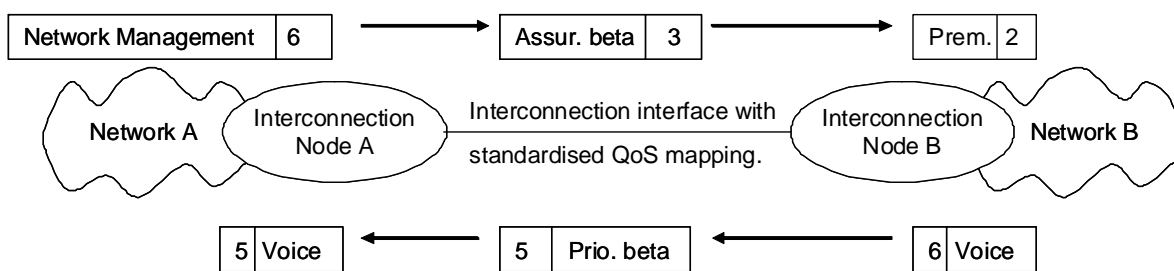 Network Management 6 Assur. beta 3 Prem. 2
Network A
Interconnection
Node A
Interconnection interface with
standardised QoS mapping.
Interconnection
Node B
Network B
5 Voice 5 Prio. beta 6 Voice